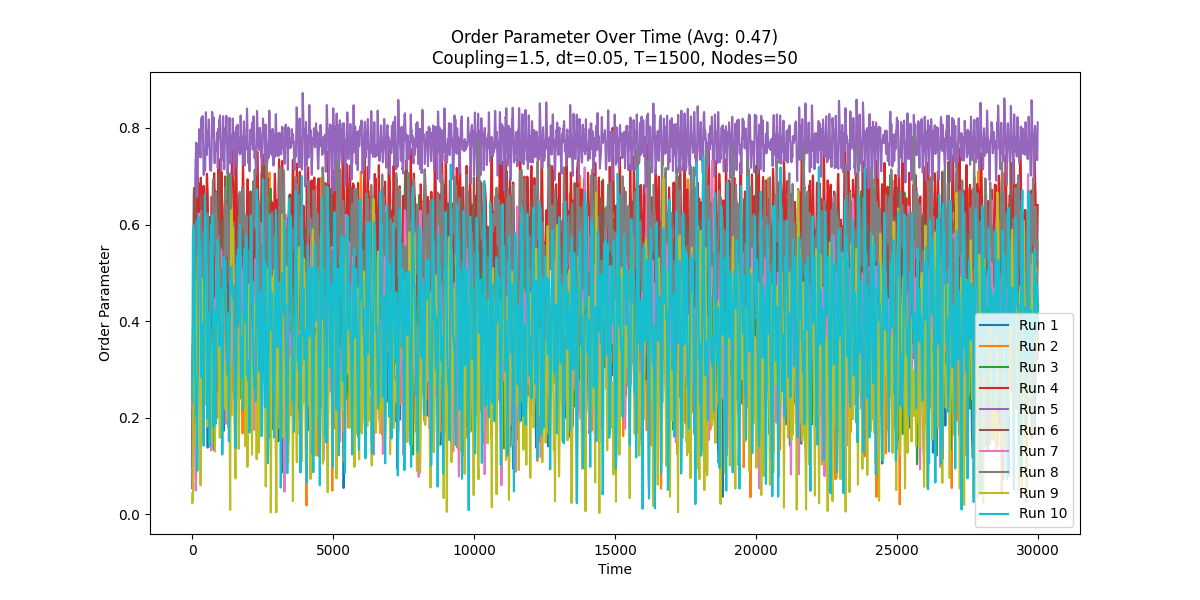 Order Parameter Over Time (Avg: 0.47)
Coupling=1.5, dt=0.05, T=1500, Nodes=50
Order Parameter
0.8
0.6
0.4
0.2
0.0
0
5000
10000
15000
20000
25000
30000
Time
Run 1
Run 2
Run 3
Run 4
Run 5
Run 6
Run 7
Run 8
Run 9
Run 10